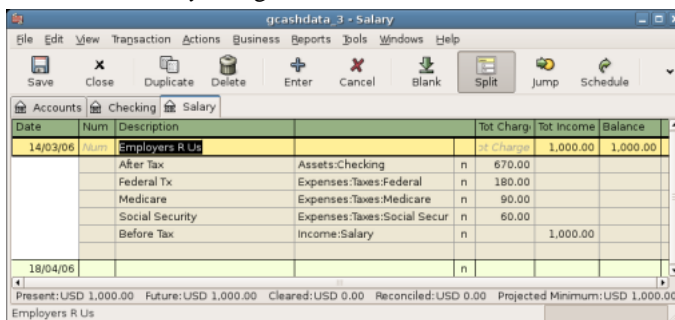 gcashdata_3 - Salary
File Edit View Transaction Actions Business Reports Tools Windows Help
Save Close Duplicate Delete Enter Cancel Blank Split Jump Schedule
Accounts Checking Salary
Date Num Description Tot Charg Tot Income Balance
14/03/06 Num Employers R Us ot Charge 1,000.00 1,000.00
After Tax Assets:Checking n 670.00
Federal Tx Expenses:Taxes:Federal n 180.00
Medicare Expenses:Taxes:Medicare n 90.00
Social Security Expenses:Taxes:Social Secur n 60.00
Before Tax Income:Salary n 1,000.00
18/04/06 n
Present:USD 1,000.00 Future:USD 1,000.00 Cleared:USD 0.00 Reconciled:USD 0.00 Projected Minimum:USD 1,000.00
Employers R Us